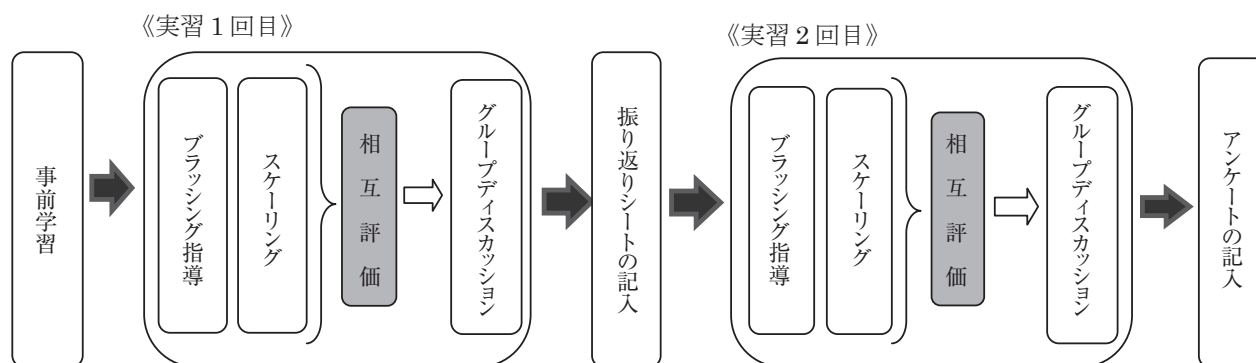 《実習1回目》
《実習2回目》
事前学習
ブラッシング指導
スケーリング
相互評価
グループディスカッション
振り返りシートの記入
ブラッシング指導
スケーリング
相互評価
グループディスカッション
アンケートの記入